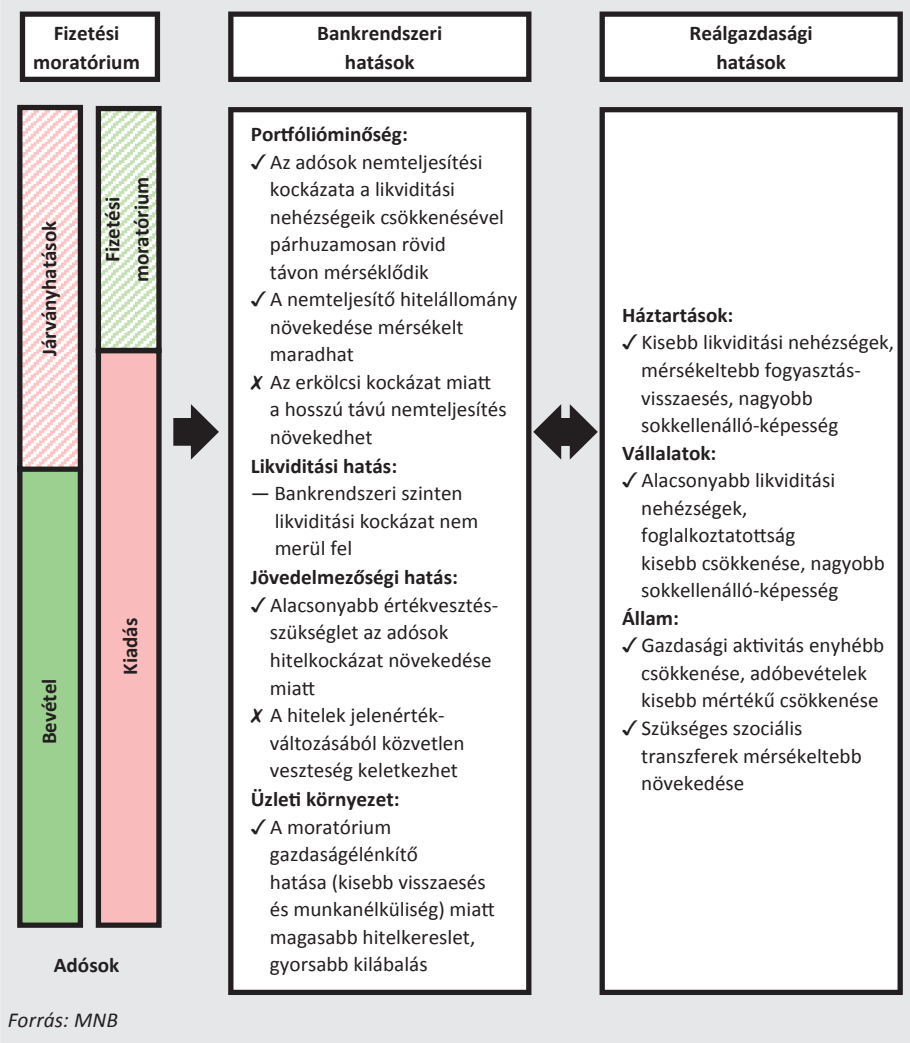 Fizetési
moratórium
Bankrendszeri
hatások
Reálgazdasági
hatások
Járványhatások
Bevétel
Fizetési
moratórium
Kiadás
Adósok
Portfólióminőség:
✓ Az adósok nemteljesítési
kockázata a likviditási
nehézségeik csökkenésével
párhuzamosan rövid
távon mérséklődik
✓ A nemteljesítő hitelállomány
növekedése mérsékelt
maradhat
✗ Az erkölcsi kockázat miatt
a hosszú távú nemteljesítés
növekedhet
Likviditási hatás:
— Bankrendszeri szinten
likviditási kockázat nem
merül fel
Jövedelmezőségi hatás:
✓ Alacsonyabb értékvesztés-
szükséglet az adósok
hitelkockázat növekedése
miatt
✗ A hitelek jelenérték-
változásából közvetlen
veszteség keletkezhet
Üzleti környezet:
✓ A moratórium
gazdaságélénkítő
hatása (kisebb visszaesés
és munkanélküliség) miatt
magasabb hitelkereslet,
gyorsabb kilábalás
Háztartások:
✓ Kisebb likviditási nehézségek,
mérsékeltebb fogyasztás-
visszaesés, nagyobb
sokkellenálló-képesség
Vállalatok:
✓ Alacsonyabb likviditási
nehézségek,
foglalkoztatottság
kisebb csökkenése, nagyobb
sokkellenálló-képesség
Állam:
✓ Gazdasági aktivitás enyhébb
csökkenése, adóbevételek
kisebb mértékű csökkenése
✓ Szükséges szociális
transzferek mérsékeltebb
növekedése
Forrás: MNB